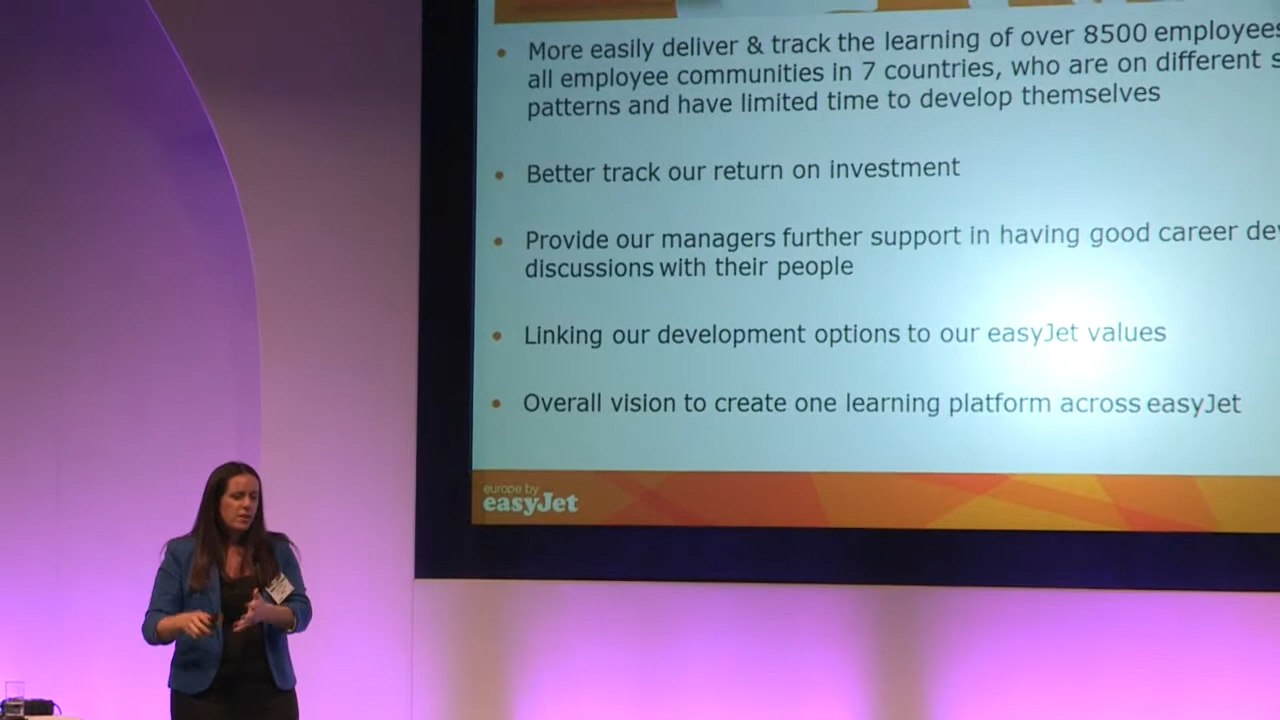 More easily deliver & track the learning of over 8500 employees
all employee communities in 7 countries, who are on different
patterns and have limited time to develop themselves
Better track our return on investment
Provide our managers further support in having good career
discussions with their people
Linking our development options to our easyJet values
Overall vision to create one learning platform across easyJet
europe by
easyJet